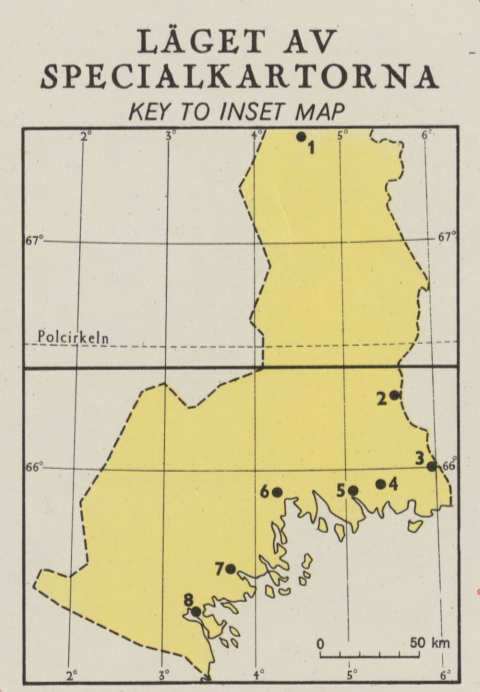 LÄGET AV
SPECIALKARTORNA
KEY TO INSET MAP
2° 3° 4° 5° 6°
1
67° 67°
Polcirkeln
2
3
66° 66°
6 5 4
7
8
0 50 km
2° 3° 4° 5° 6°